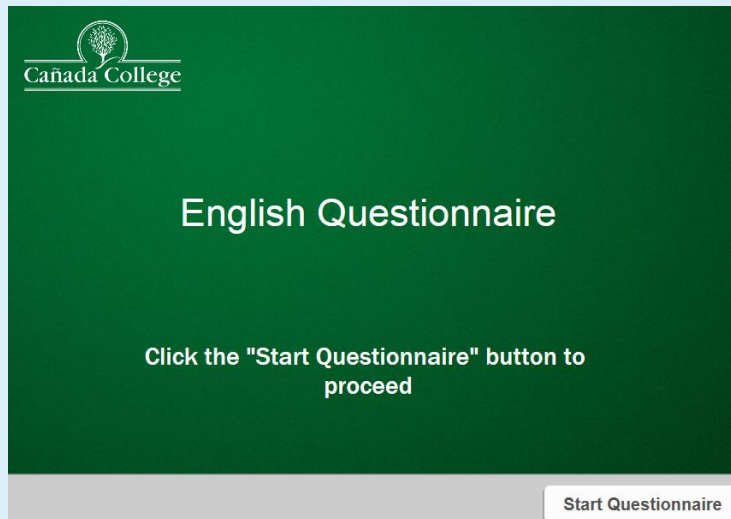 Cañada College
English Questionnaire
Click the "Start Questionnaire" button to
proceed
Start Questionnaire